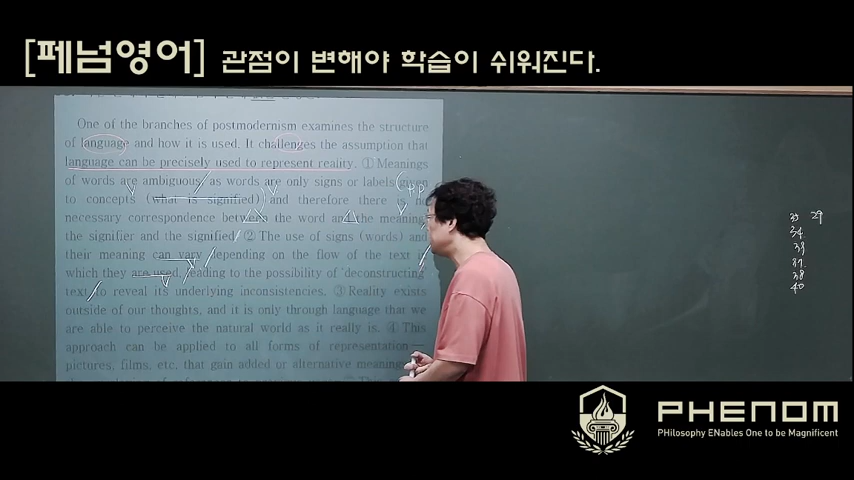 [페넘영어] 관점이 변해야 학습이 쉬워진다.
One of the branches of postmodernism examines the structure
of language and how it is used. It challenges the assumption that
language can be precisely used to represent reality. ① Meanings
of words are ambiguous, as words are only signs or labels given
to concepts (what is signified) and therefore there is no
necessary correspondence between the word and the meaning,
the signifier and the signified. ② The use of signs (words) and
their meaning can vary depending on the flow of the text in
which they are used, leading to the possibility of 'deconstructing'
text to reveal its underlying inconsistencies. ③ Reality exists
outside of our thoughts, and it is only through language that we
are able to perceive the natural world as it really is. ④ This
approach can be applied to all forms of representation —
pictures, films, etc. that gain added or alternative meanings
29
38
40
PHENOM
PHilosophy ENables One to be Magnificent